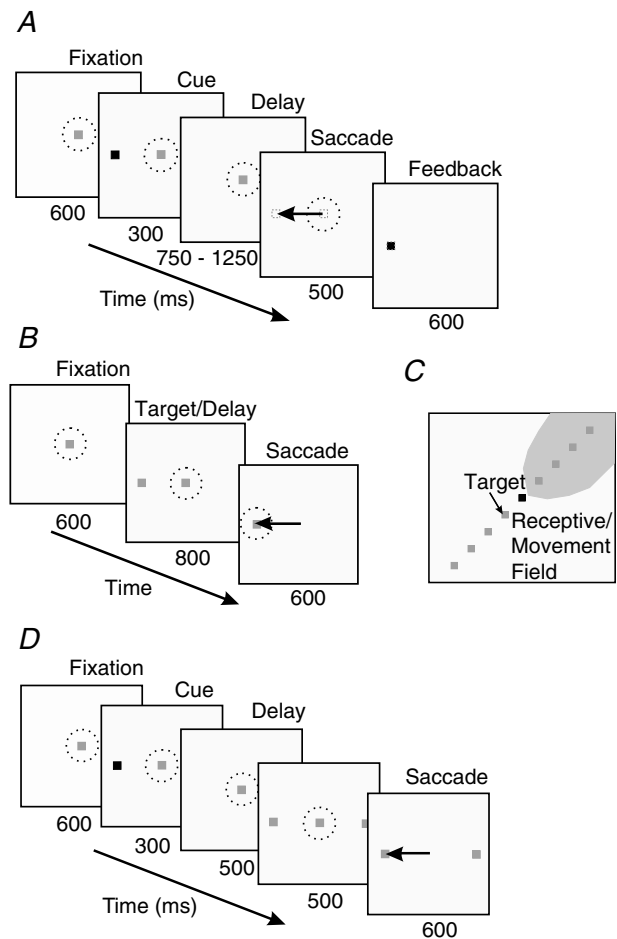 A
Fixation
Cue
Delay
Saccade
Feedback
600
300
750 - 1250
500
600
Time (ms)
B
Fixation
Target/Delay
Saccade
600
800
600
Time
C
Target
Receptive/
Movement
Field
D
Fixation
Cue
Delay
Saccade
600
300
500
500
600
Time (ms)